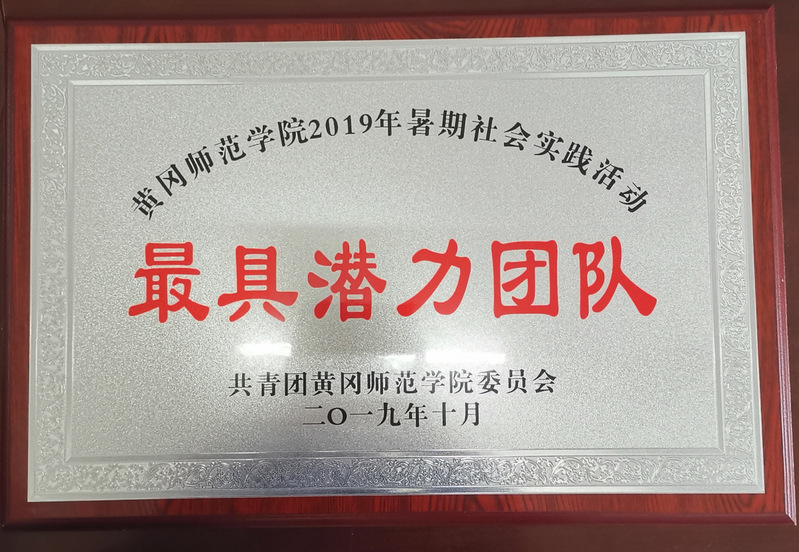 黄冈师范学院2019年暑期社会实践活动
最具潜力团队
共青团黄冈师范学院委员会
二〇一九年十月